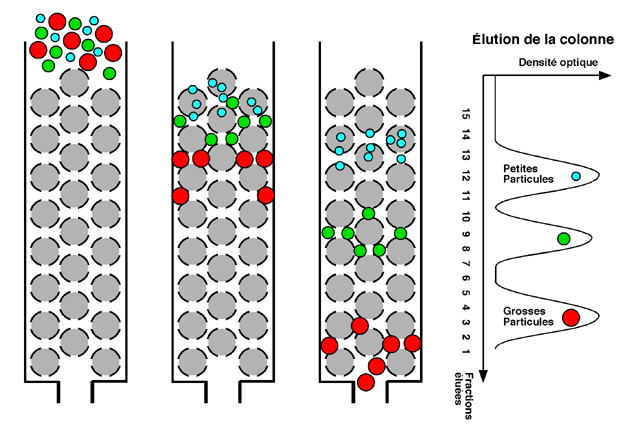 Élution de la colonne
Densité optique
15
14
13
12
11
10
9
8
7
6
5
4
3
2
1
Petites
Particules
Grosses
Particules
Fractions
éluées